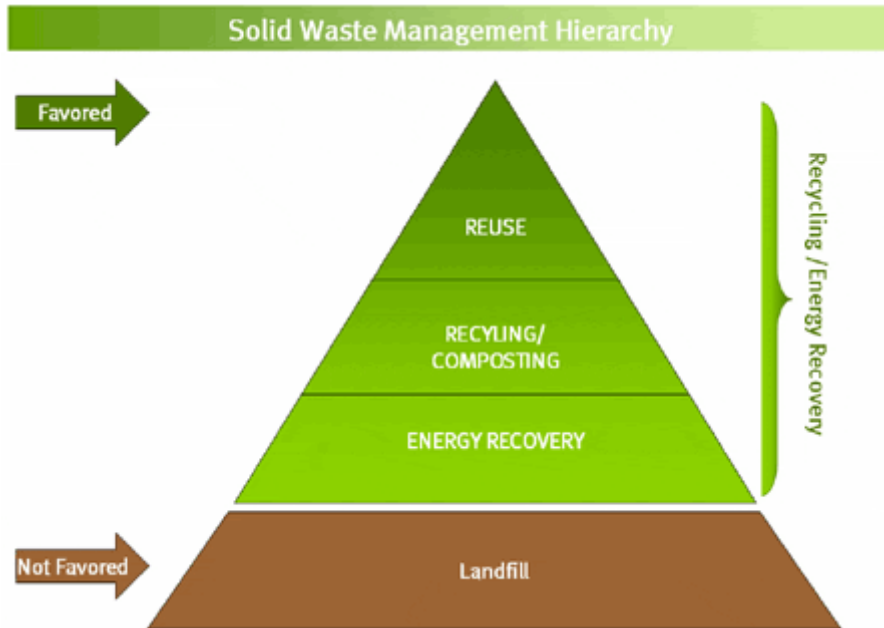 Solid Waste Management Hierarchy
Favored
REUSE
RECYLING/
COMPOSTING
ENERGY RECOVERY
Recycling /Energy Recovery
Not Favored
Landfill